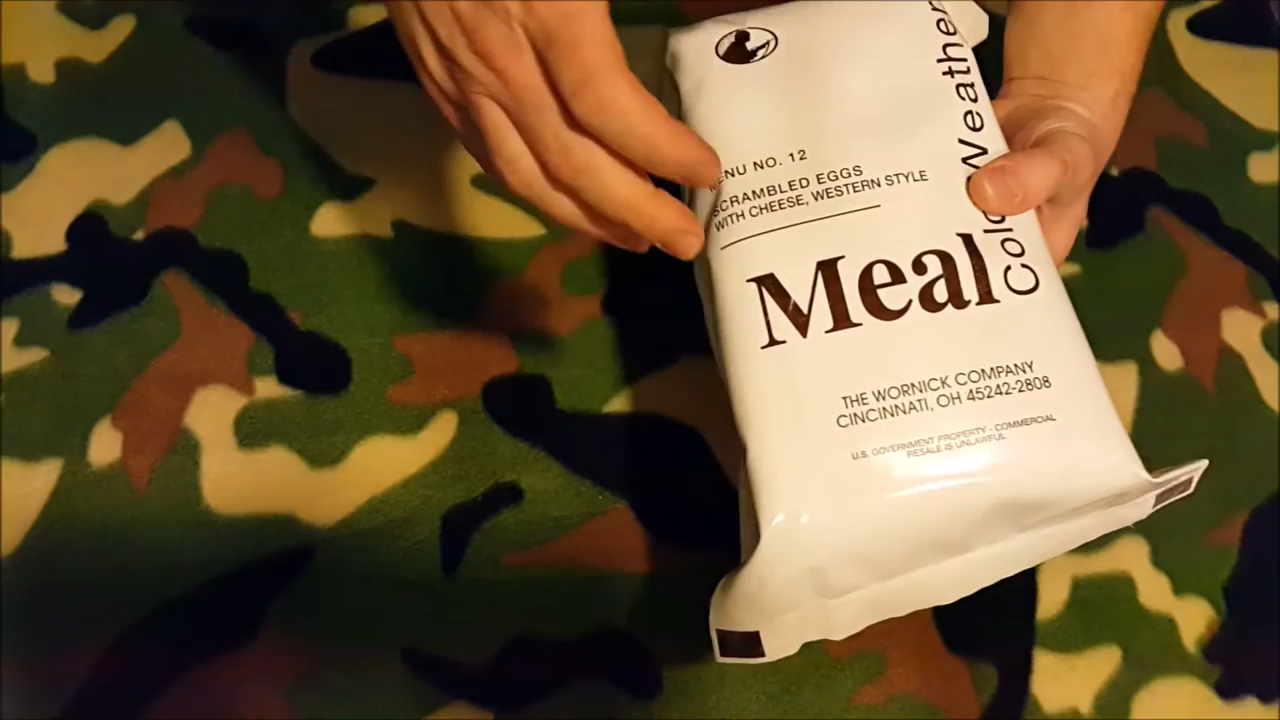 MENU NO. 12
SCRAMBLED EGGS
WITH CHEESE, WESTERN STYLE
Meal
Cold Weather
THE WORNICK COMPANY
CINCINNATI, OH 45242-2808
U.S. GOVERNMENT PROPERTY - COMMERCIAL
RESALE IS UNLAWFUL